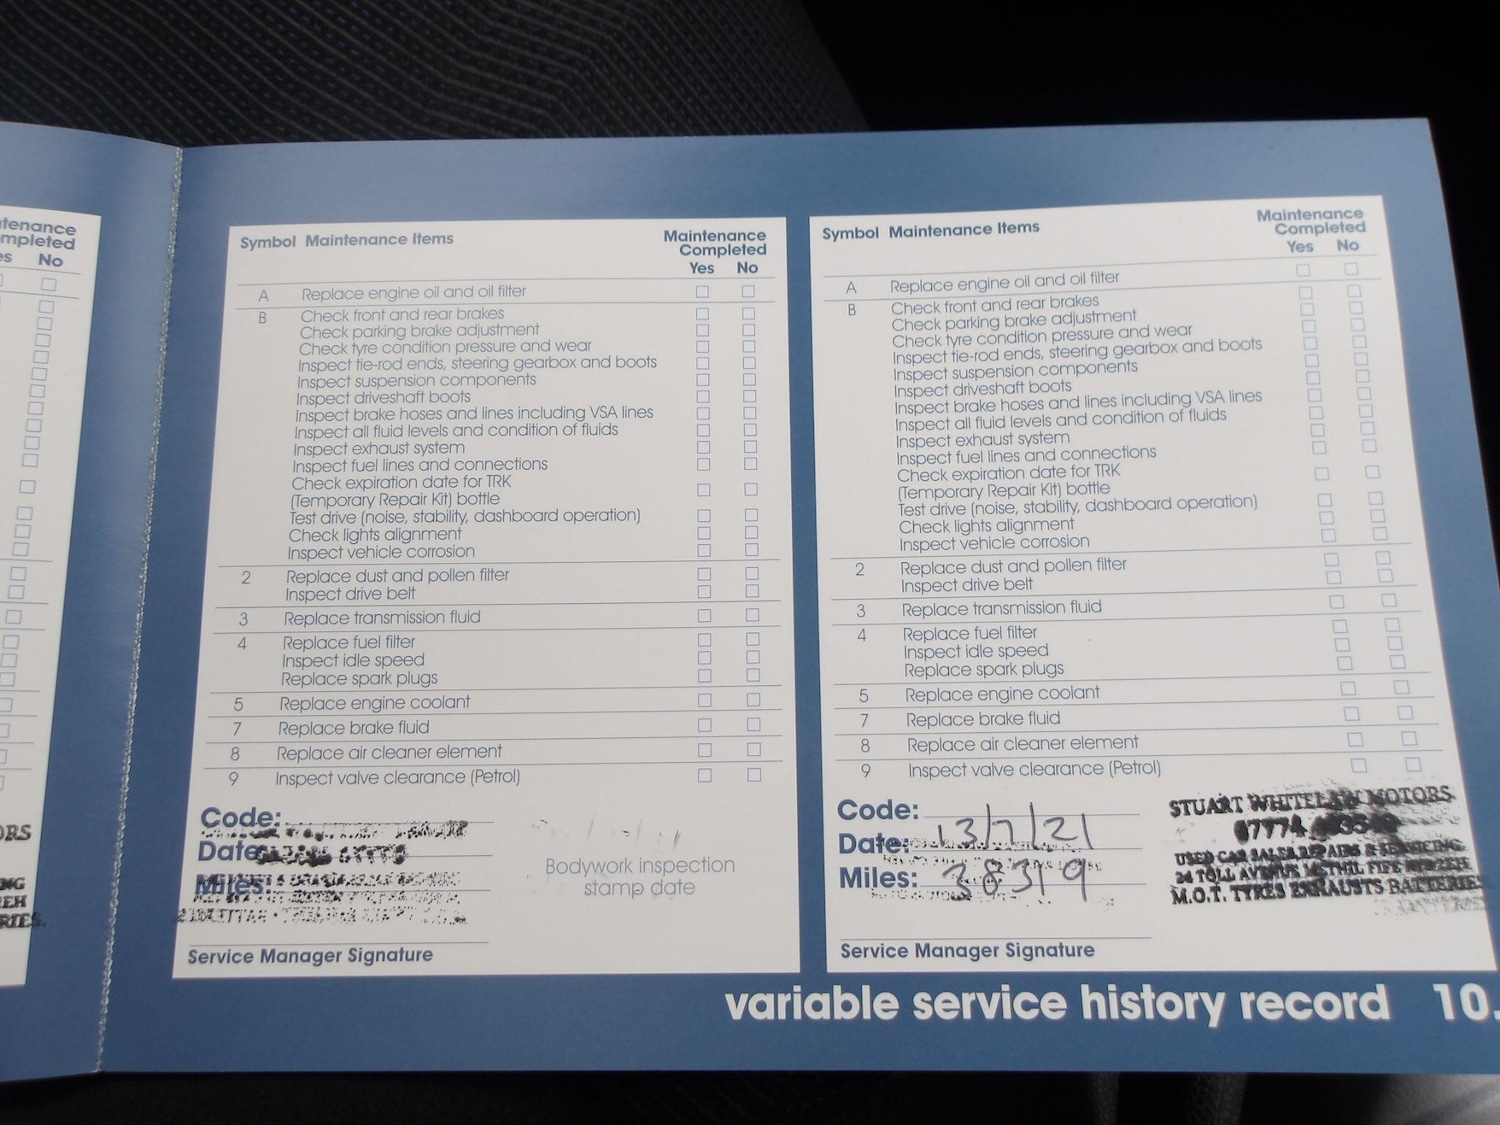 tenance
mpleted
es No
ORS
NG
REH
RIES.
Symbol Maintenance Items
Maintenance
Completed
Yes No
A Replace engine oil and oil filter
B Check front and rear brakes
Check parking brake adjustment
Check tyre condition pressure and wear
Inspect tie-rod ends, steering gearbox and boots
Inspect suspension components
Inspect driveshaft boots
Inspect brake hoses and lines including VSA lines
Inspect all fluid levels and condition of fluids
Inspect exhaust system
Inspect fuel lines and connections
Check expiration date for TRK
(Temporary Repair Kit) bottle
Test drive (noise, stability, dashboard operation)
Check lights alignment
Inspect vehicle corrosion
2 Replace dust and pollen filter
Inspect drive belt
3 Replace transmission fluid
4 Replace fuel filter
Inspect idle speed
Replace spark plugs
5 Replace engine coolant
7 Replace brake fluid
8 Replace air cleaner element
9 Inspect valve clearance (Petrol)
Code:
Date:
Miles:
Bodywork inspection
stamp date
Service Manager Signature
Symbol Maintenance Items
Maintenance
Completed
Yes No
A Replace engine oil and oil filter
B Check front and rear brakes
Check parking brake adjustment
Check tyre condition pressure and wear
Inspect tie-rod ends, steering gearbox and boots
Inspect suspension components
Inspect driveshaft boots
Inspect brake hoses and lines including VSA lines
Inspect all fluid levels and condition of fluids
Inspect exhaust system
Inspect fuel lines and connections
Check expiration date for TRK
(Temporary Repair Kit) bottle
Test drive (noise, stability, dashboard operation)
Check lights alignment
Inspect vehicle corrosion
2 Replace dust and pollen filter
Inspect drive belt
3 Replace transmission fluid
4 Replace fuel filter
Inspect idle speed
Replace spark plugs
5 Replace engine coolant
7 Replace brake fluid
8 Replace air cleaner element
9 Inspect valve clearance (Petrol)
Code:
Date: 13/7/21
Miles: 38319
STUART WHITELAW MOTORS
07774
USED CAR SALES REPAIRS & SERVICING
24 TOLL AVENUE METHIL FIFE
M.O.T. TYRES EXHAUSTS BATTERIES
Service Manager Signature
variable service history record 10.